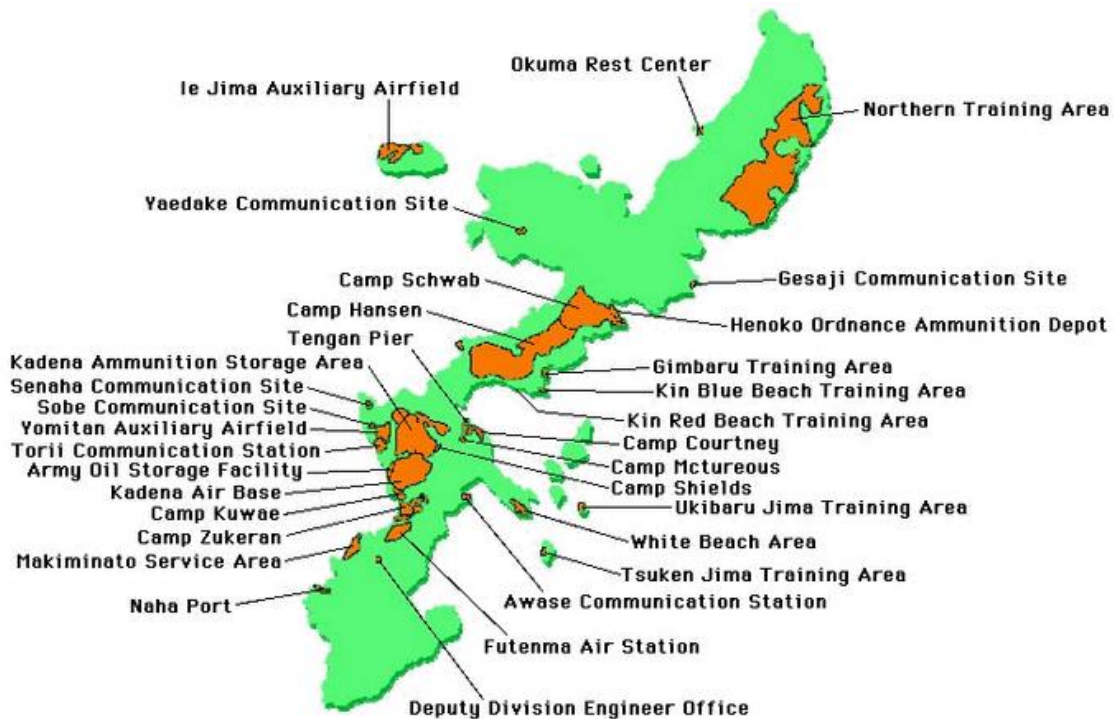 Okuma Rest Center
Ie Jima Auxiliary Airfield
Northern Training Area
Yaedake Communication Site
Camp Schwab
Gesaji Communication Site
Camp Hansen
Henoko Ordnance Ammunition Depot
Tengan Pier
Kadena Ammunition Storage Area
Gimbaru Training Area
Senaha Communication Site
Kin Blue Beach Training Area
Sobe Communication Site
Kin Red Beach Training Area
Yomitan Auxiliary Airfield
Camp Courtney
Torii Communication Station
Camp Mctureous
Army Oil Storage Facility
Camp Shields
Kadena Air Base
Ukibaru Jima Training Area
Camp Kuwae
Camp Zukeran
White Beach Area
Makiminato Service Area
Tsuken Jima Training Area
Naha Port
Awase Communication Station
Futenma Air Station
Deputy Division Engineer Office